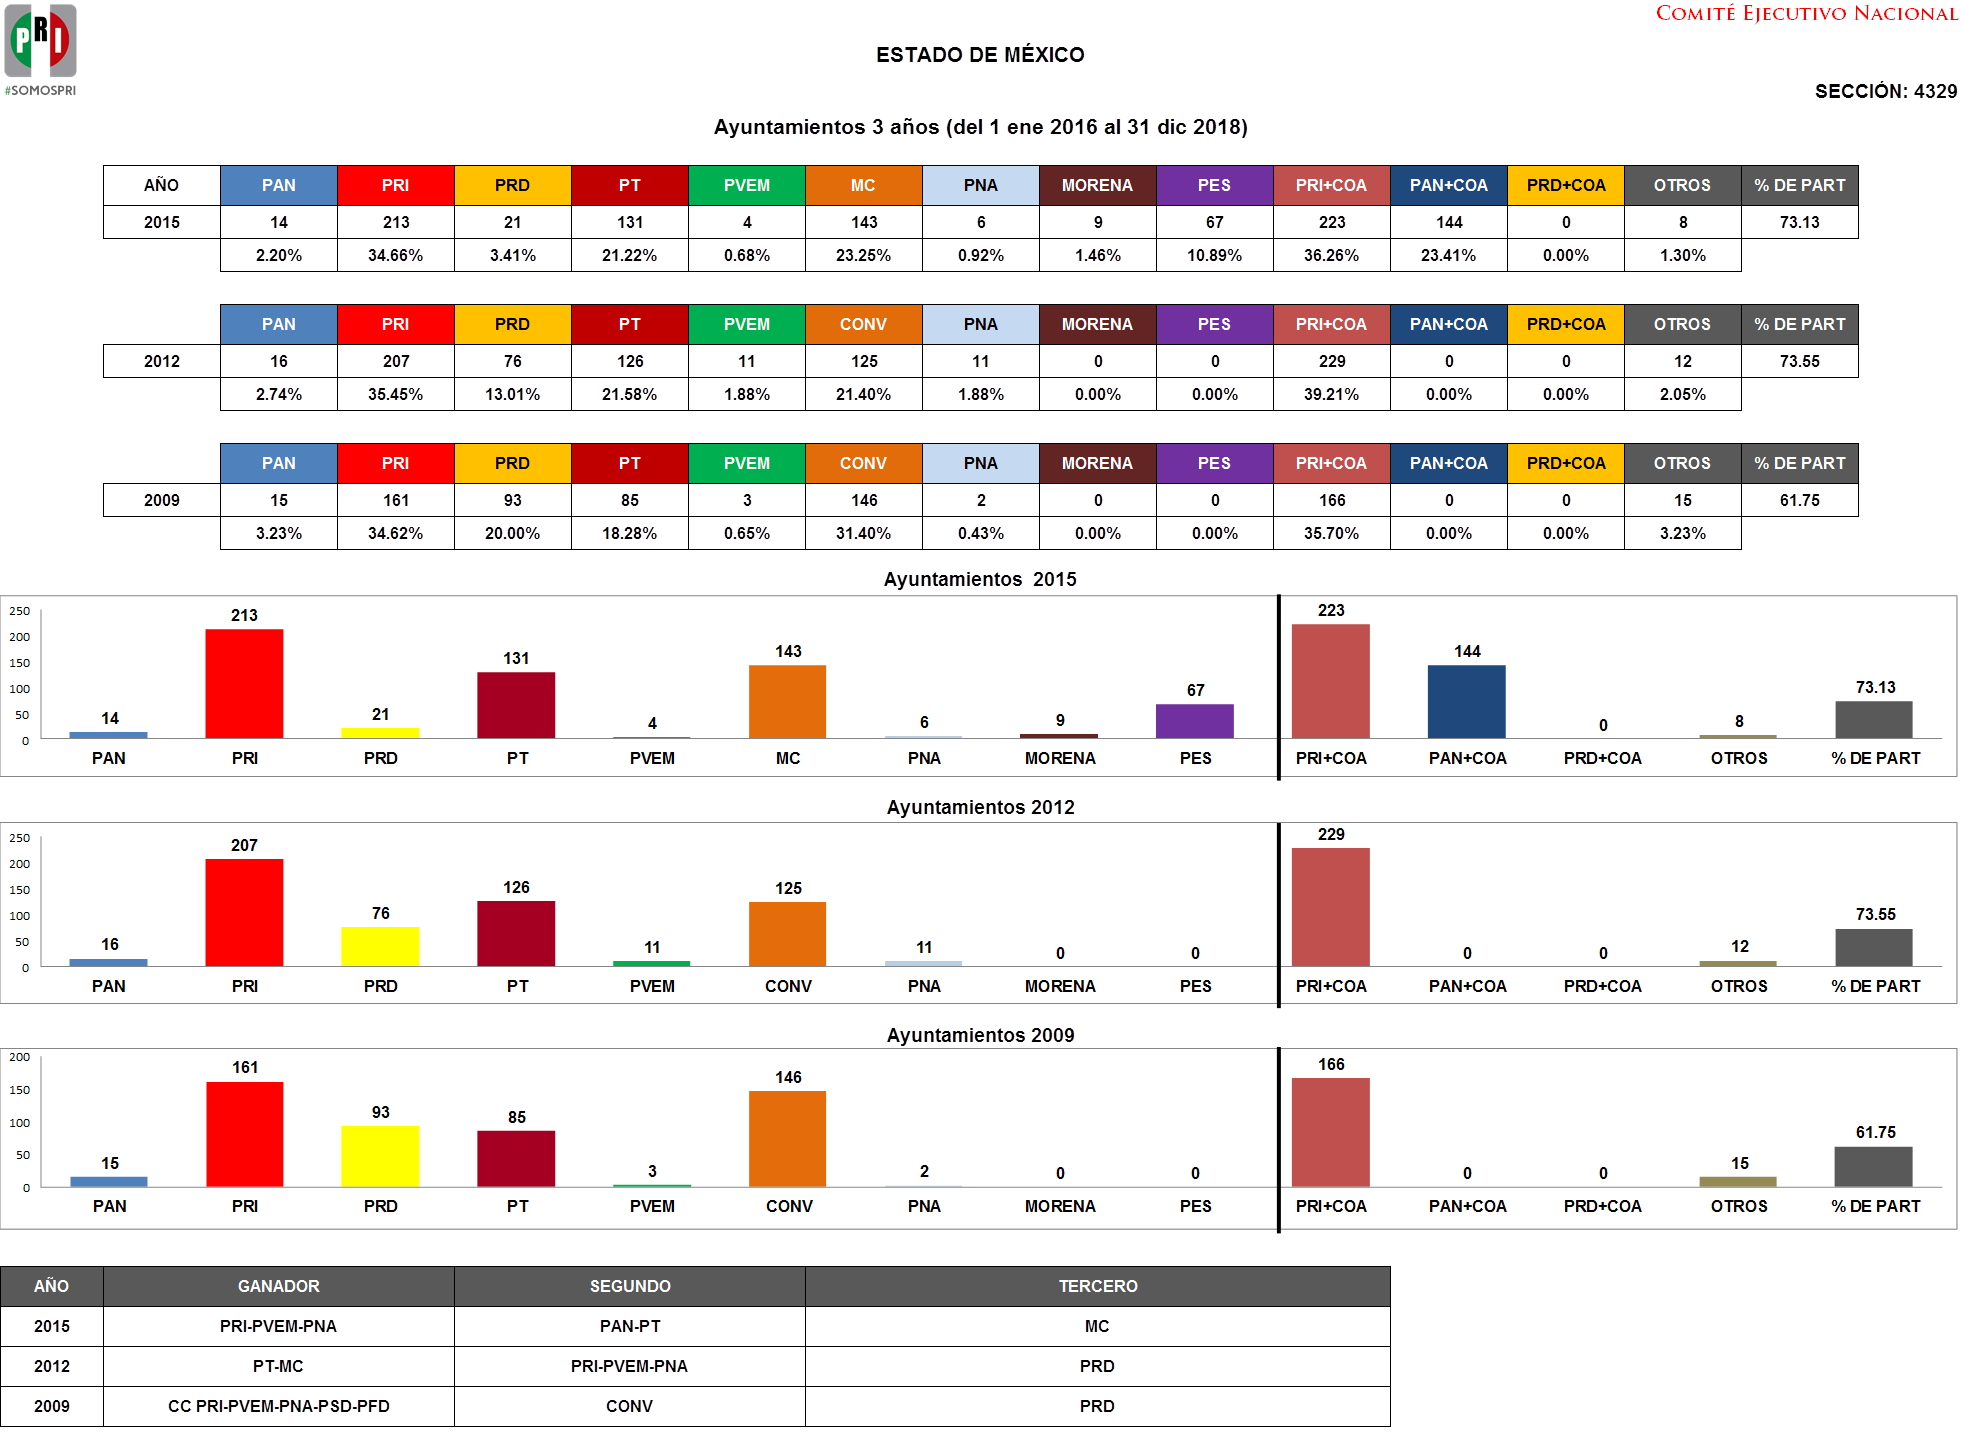 PRI
#SOMOSPRI
COMITÉ EJECUTIVO NACIONAL
ESTADO DE MÉXICO
SECCIÓN: 4329
Ayuntamientos 3 años (del 1 ene 2016 al 31 dic 2018)
AÑO PAN PRI PRD PT PVEM MC PNA MORENA PES PRI+COA PAN+COA PRD+COA OTROS % DE PART
2015 14 213 21 131 4 143 6 9 67 223 144 0 8 73.13
2.20% 34.66% 3.41% 21.22% 0.68% 23.25% 0.92% 1.46% 10.89% 36.26% 23.41% 0.00% 1.30%
PAN PRI PRD PT PVEM CONV PNA MORENA PES PRI+COA PAN+COA PRD+COA OTROS % DE PART
2012 16 207 76 126 11 125 11 0 0 229 0 0 12 73.55
2.74% 35.45% 13.01% 21.58% 1.88% 21.40% 1.88% 0.00% 0.00% 39.21% 0.00% 0.00% 2.05%
PAN PRI PRD PT PVEM CONV PNA MORENA PES PRI+COA PAN+COA PRD+COA OTROS % DE PART
2009 15 161 93 85 3 146 2 0 0 166 0 0 15 61.75
3.23% 34.62% 20.00% 18.28% 0.65% 31.40% 0.43% 0.00% 0.00% 35.70% 0.00% 0.00% 3.23%
Ayuntamientos 2015
250
200
150
100
50
0
14 213 21 131 4 143 6 9 67 223 144 0 8 73.13
PAN PRI PRD PT PVEM MC PNA MORENA PES PRI+COA PAN+COA PRD+COA OTROS % DE PART
Ayuntamientos 2012
250
200
150
100
50
0
16 207 76 126 11 125 11 0 0 229 0 0 12 73.55
PAN PRI PRD PT PVEM CONV PNA MORENA PES PRI+COA PAN+COA PRD+COA OTROS % DE PART
Ayuntamientos 2009
200
150
100
50
0
15 161 93 85 3 146 2 0 0 166 0 0 15 61.75
PAN PRI PRD PT PVEM CONV PNA MORENA PES PRI+COA PAN+COA PRD+COA OTROS % DE PART
AÑO GANADOR SEGUNDO TERCERO
2015 PRI-PVEM-PNA PAN-PT MC
2012 PT-MC PRI-PVEM-PNA PRD
2009 CC PRI-PVEM-PNA-PSD-PFD CONV PRD